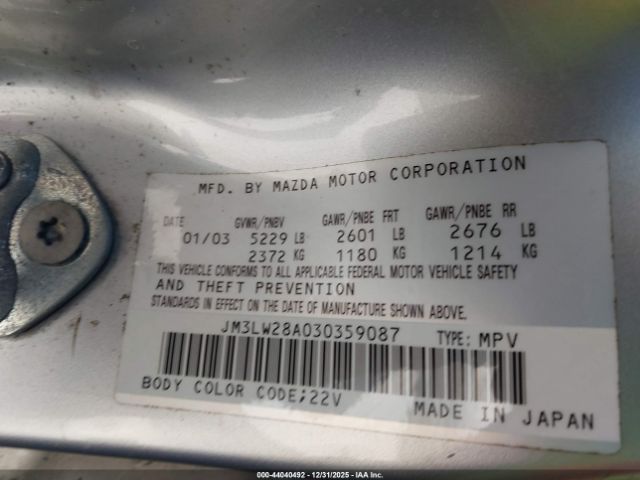 MFD. BY MAZDA MOTOR CORPORATION
DATE GVWR/PNBV GAWR/PNBE FRT GAWR/PNBE RR
01/03 5229 LB 2601 LB 2676 LB
2372 KG 1180 KG 1214 KG
THIS VEHICLE CONFORMS TO ALL APPLICABLE FEDERAL MOTOR VEHICLE SAFETY
AND THEFT PREVENTION
STANDARDS IN EFFECT ON THE DATE OF MANUFACTURE SHOWN ABOVE.
JM3LW28A030359087 TYPE: MPV
BODY COLOR CODE;22V
MADE IN JAPAN
000-44040492 - 12/31/2025 - IAA Inc.